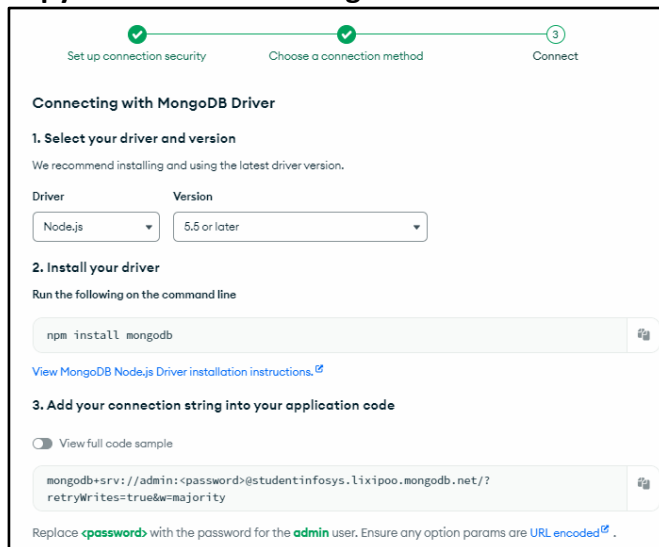 Set up connection security
Choose a connection method
3
Connect
Connecting with MongoDB Driver
1. Select your driver and version
We recommend installing and using the latest driver version.
Driver
Version
Node.js
5.5 or later
2. Install your driver
Run the following on the command line
npm install mongodb
View MongoDB Node.js Driver installation instructions.
3. Add your connection string into your application code
View full code sample
mongodb+srv://admin:<password>@studentinfosys.lixipoo.mongodb.net/?
retryWrites=true&w=majority
Replace <password> with the password for the admin user. Ensure any option params are URL encoded .